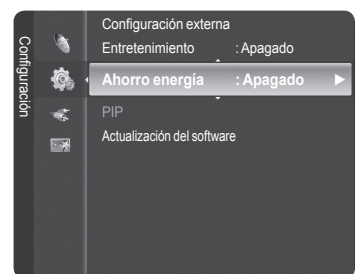 Configuración
Configuración externa
Entretenimiento : Apagado
Ahorro energía : Apagado
PIP
Actualización del software